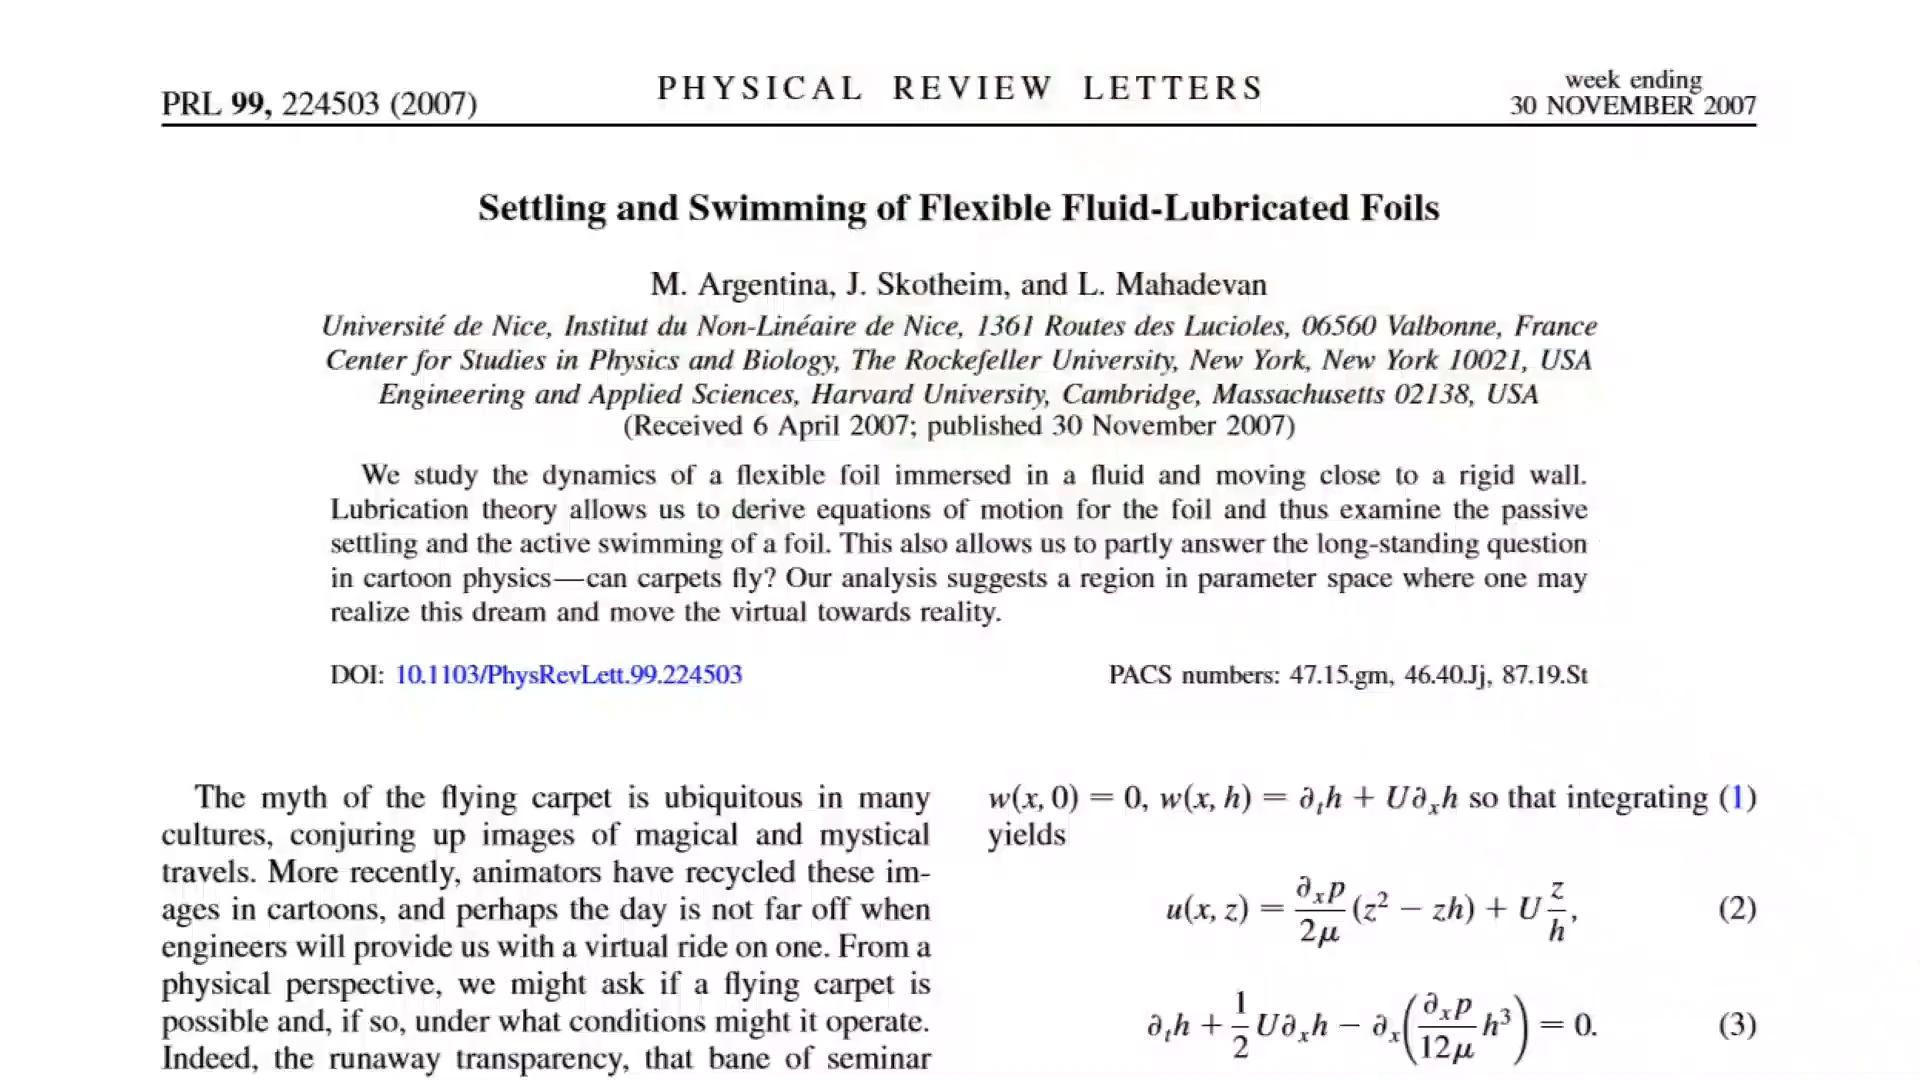 PRL 99, 224503 (2007)
PHYSICAL REVIEW LETTERS
week ending
30 NOVEMBER 2007
Settling and Swimming of Flexible Fluid-Lubricated Foils
M. Argentina, J. Skotheim, and L. Mahadevan
Université de Nice, Institut du Non-Linéaire de Nice, 1361 Routes des Lucioles, 06560 Valbonne, France
Center for Studies in Physics and Biology, The Rockefeller University, New York, New York 10021, USA
Engineering and Applied Sciences, Harvard University, Cambridge, Massachusetts 02138, USA
(Received 6 April 2007; published 30 November 2007)
We study the dynamics of a flexible foil immersed in a fluid and moving close to a rigid wall.
Lubrication theory allows us to derive equations of motion for the foil and thus examine the passive
settling and the active swimming of a foil. This also allows us to partly answer the long-standing question
in cartoon physics—can carpets fly? Our analysis suggests a region in parameter space where one may
realize this dream and move the virtual towards reality.
DOI: 10.1103/PhysRevLett.99.224503
PACS numbers: 47.15.gm, 46.40.Jj, 87.19.St
The myth of the flying carpet is ubiquitous in many
cultures, conjuring up images of magical and mystical
travels. More recently, animators have recycled these im-
ages in cartoons, and perhaps the day is not far off when
engineers will provide us with a virtual ride on one. From a
physical perspective, we might ask if a flying carpet is
possible and, if so, under what conditions might it operate.
Indeed, the runaway transparency, that bane of seminar
w(x, 0) = 0, w(x, h) = ∂ₜh + U∂ₓh so that integrating (1)
yields
u(x, z) = ∂ₓp/2μ (z² − zh) + U z/h, (2)
∂ₜh + 1/2 U∂ₓh − ∂ₓ(∂ₓp/12μ h³) = 0. (3)